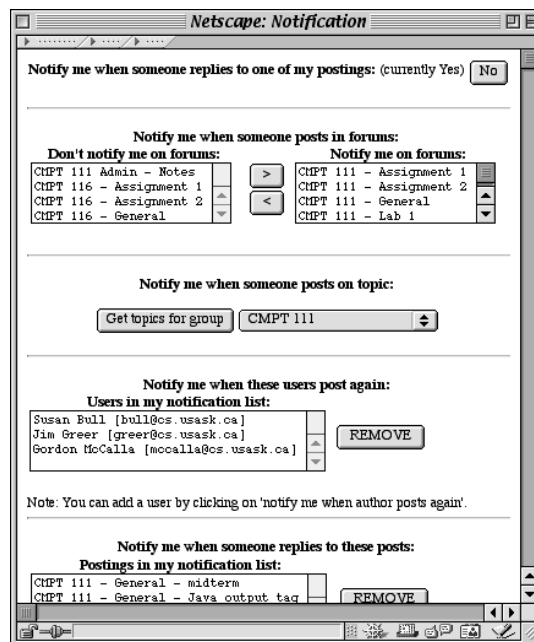 Netscape: Notification
Notify me when someone replies to one of my postings: (currently Yes) No
Notify me when someone posts in forums:
Don't notify me on forums: Notify me on forums:
CMPT 111 Admin - Notes > CMPT 111 - Assignment 1
CMPT 116 - Assignment 1 CMPT 111 - Assignment 2
CMPT 116 - Assignment 2 < CMPT 111 - General
CMPT 116 - General CMPT 111 - Lab 1
Notify me when someone posts on topic:
Get topics for group CMPT 111
Notify me when these users post again:
Users in my notification list:
Susan Bull [bull@cs.usask.ca]
Jim Greer [greer@cs.usask.ca] REMOVE
Gordon McCalla [mccalla@cs.usask.ca]
Note: You can add a user by clicking on 'notify me when author posts again'.
Notify me when someone replies to these posts:
Postings in my notification list:
CMPT 111 - General - midterm
CMPT 111 - General - Java output tag REMOVE